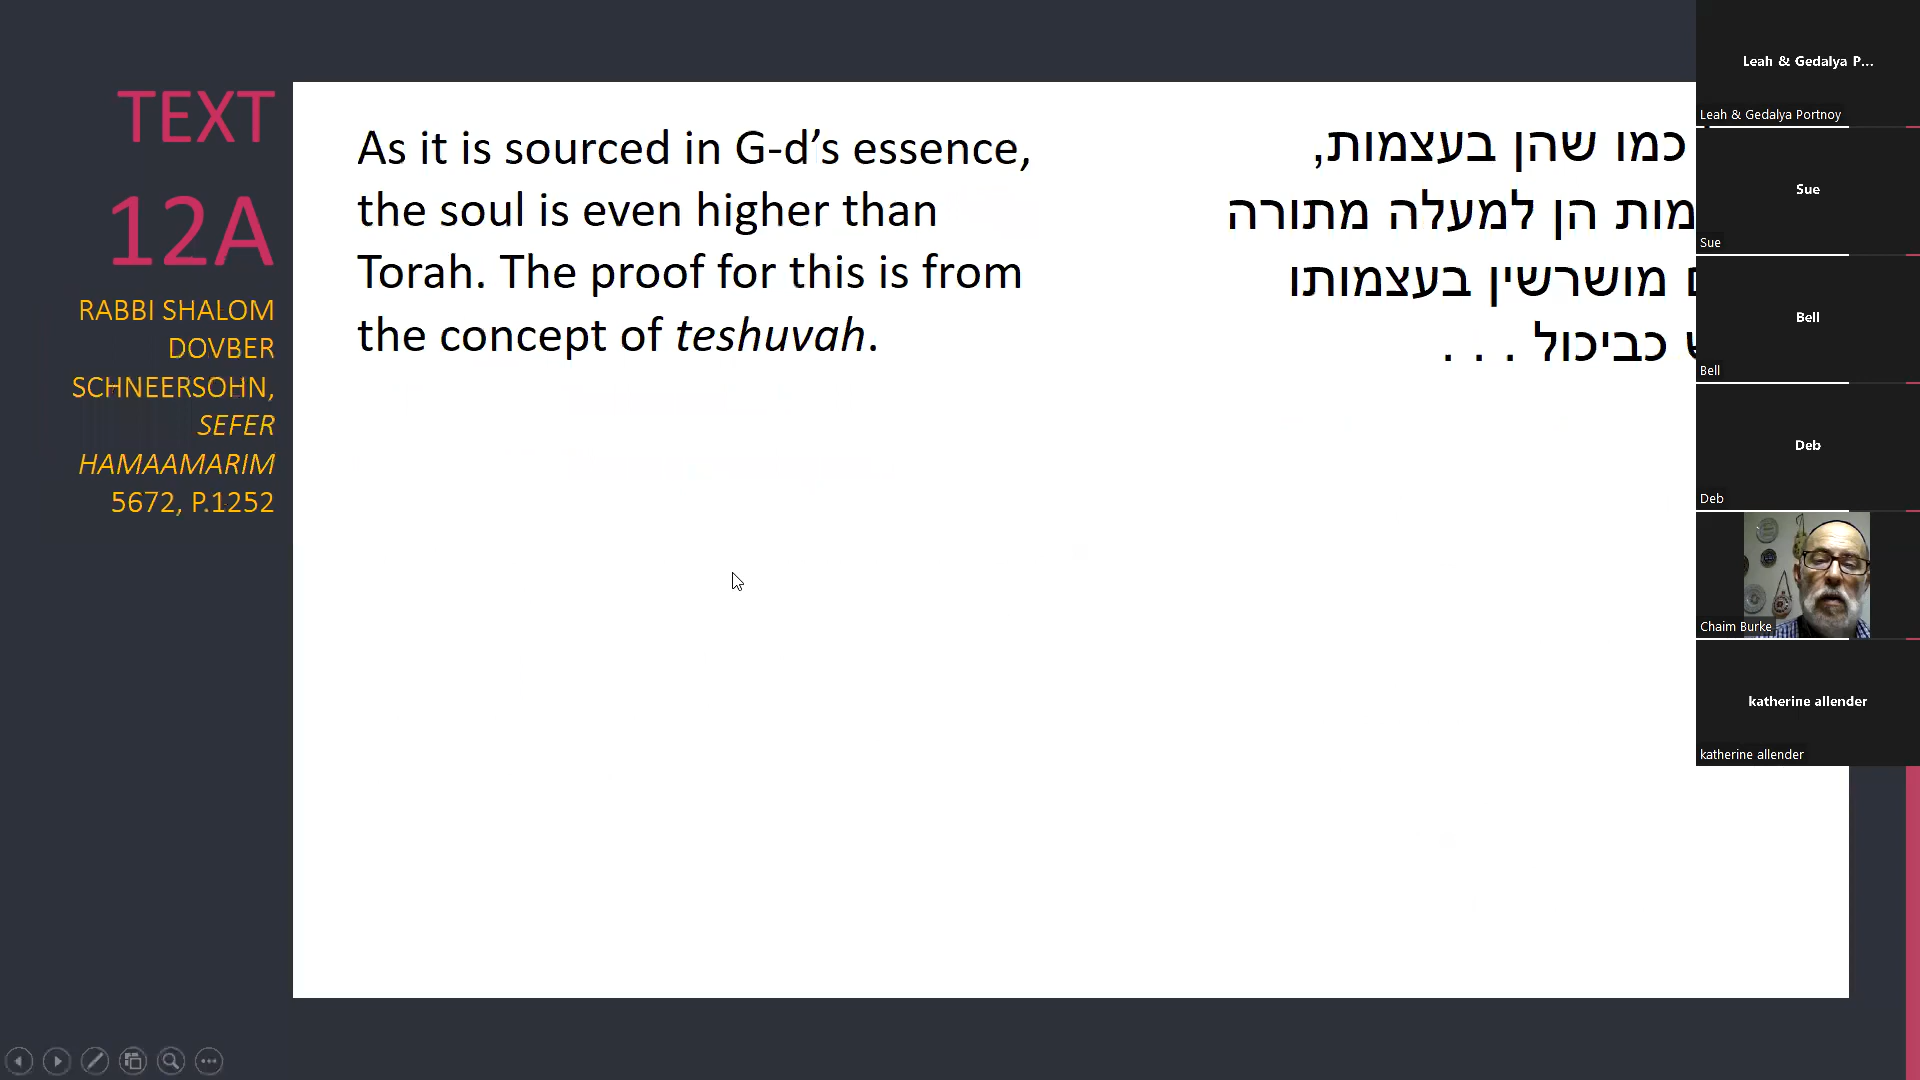 TEXT
12A
RABBI SHALOM
DOVBER
SCHNEERSOHN,
SEFER
HAMAAMARIM
5672, P.1252
As it is sourced in G-d’s essence,
the soul is even higher than
Torah. The proof for this is from
the concept of teshuvah.
כמו שהן בעצמות,
הן למעלה מתורה
מושרשין בעצמותו
כביכול . . .
Leah & Gedalya P...
Leah & Gedalya Portnoy
Sue
Sue
Bell
Bell
Deb
Deb
Chaim Burke
katherine allender
katherine allender